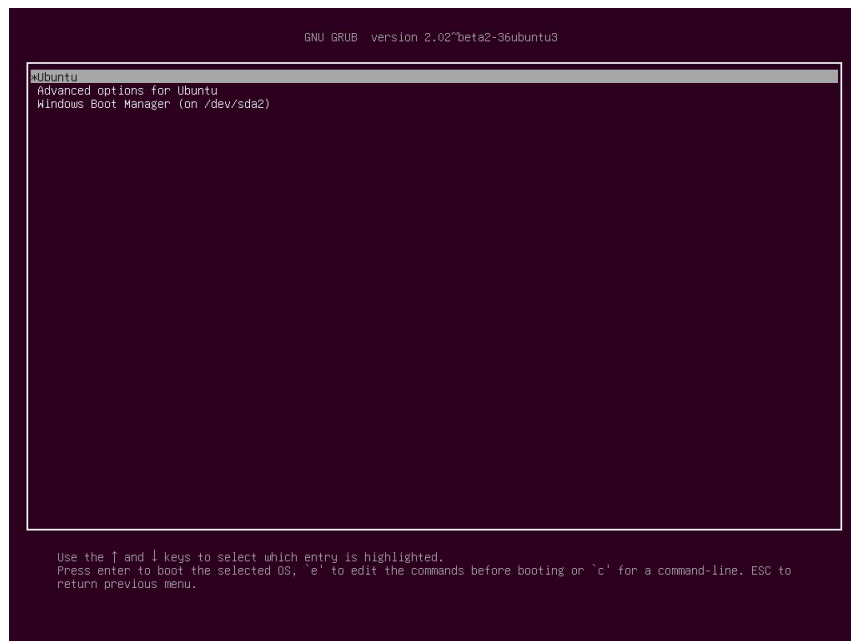 GNU GRUB  version 2.02~beta2-36ubuntu3
*Ubuntu
Advanced options for Ubuntu
Windows Boot Manager (on /dev/sda2)
Use the ↑ and ↓ keys to select which entry is highlighted.
Press enter to boot the selected OS, `e' to edit the commands before booting or `c' for a command-line. ESC to
return previous menu.